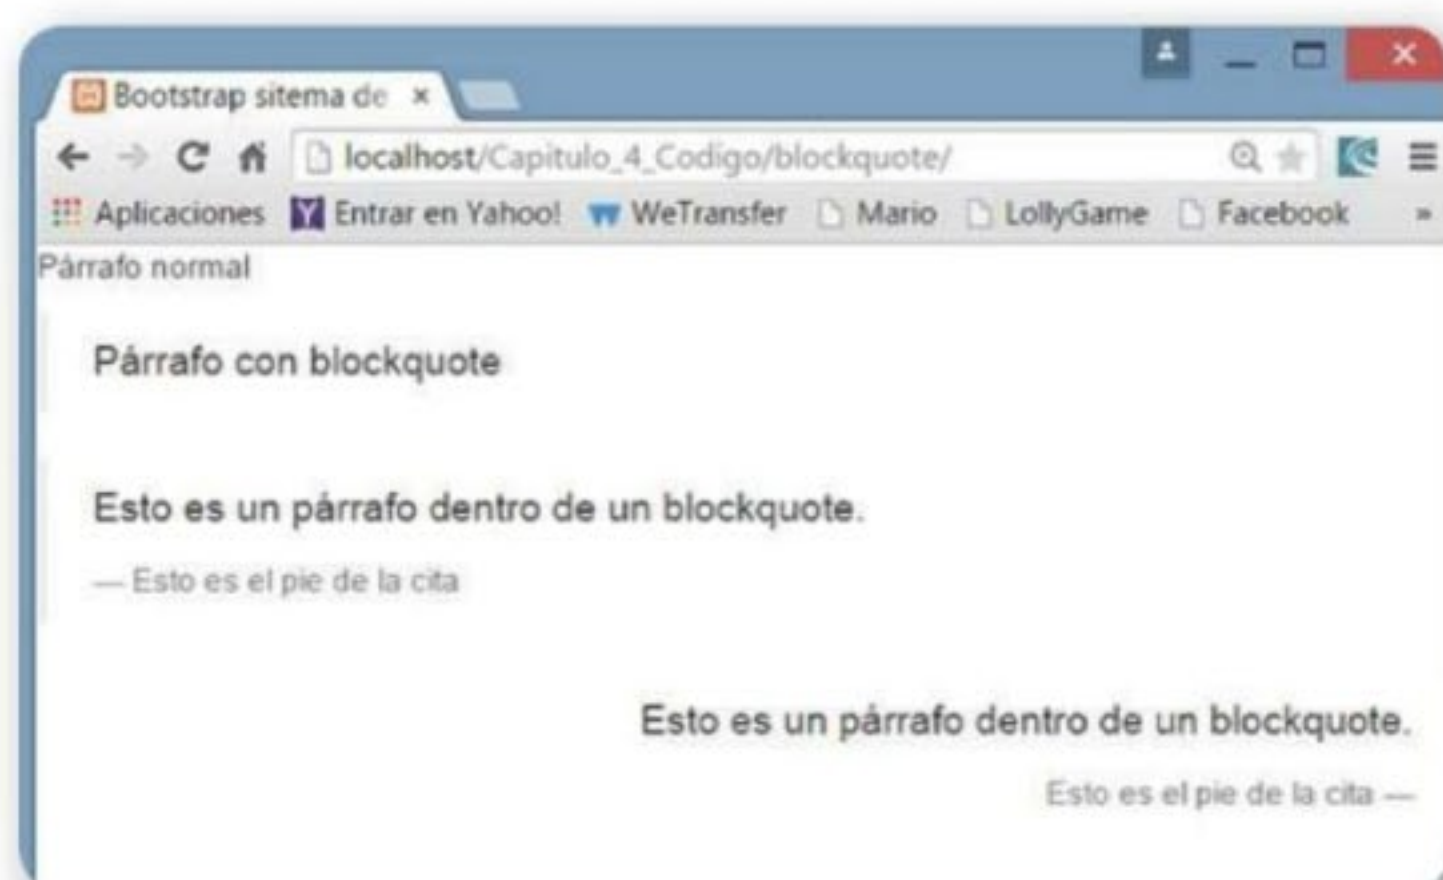 Bootstrap sitema de
localhost/Capitulo_4_Codigo/blockquote/
Aplicaciones Entrar en Yahoo! WeTransfer Mario LollyGame Facebook »
Párrafo normal
Párrafo con blockquote
Esto es un párrafo dentro de un blockquote.
— Esto es el pie de la cita
Esto es un párrafo dentro de un blockquote.
Esto es el pie de la cita —